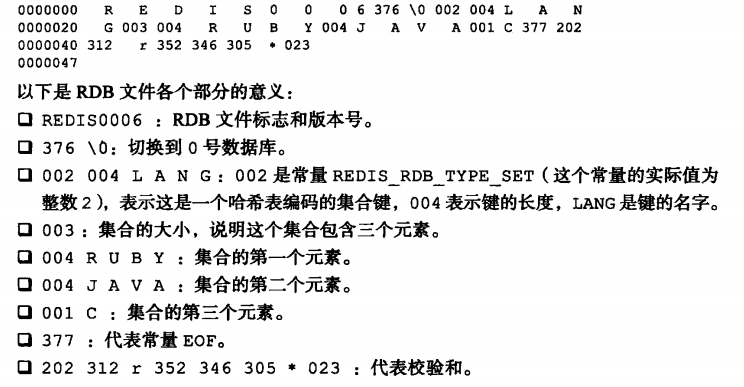 0000000 R E D I S 0 0 0 6 376 \0 002 004 L A N
0000020 G 003 004 R U B Y 004 J A V A 001 C 377 202
0000040 312 r 352 346 305 * 023
0000047
以下是 RDB 文件各个部分的意义：
❑ REDIS0006 ：RDB 文件标志和版本号。
❑ 376 \0：切换到 0 号数据库。
❑ 002 004 L A N G：002 是常量 REDIS_RDB_TYPE_SET（这个常量的实际值为
整数 2），表示这是一个哈希表编码的集合键，004 表示键的长度，LANG 是键的名字。
❑ 003：集合的大小，说明这个集合包含三个元素。
❑ 004 R U B Y ：集合的第一个元素。
❑ 004 J A V A ：集合的第二个元素。
❑ 001 C ：集合的第三个元素。
❑ 377 ：代表常量 EOF。
❑ 202 312 r 352 346 305 * 023 ：代表校验和。